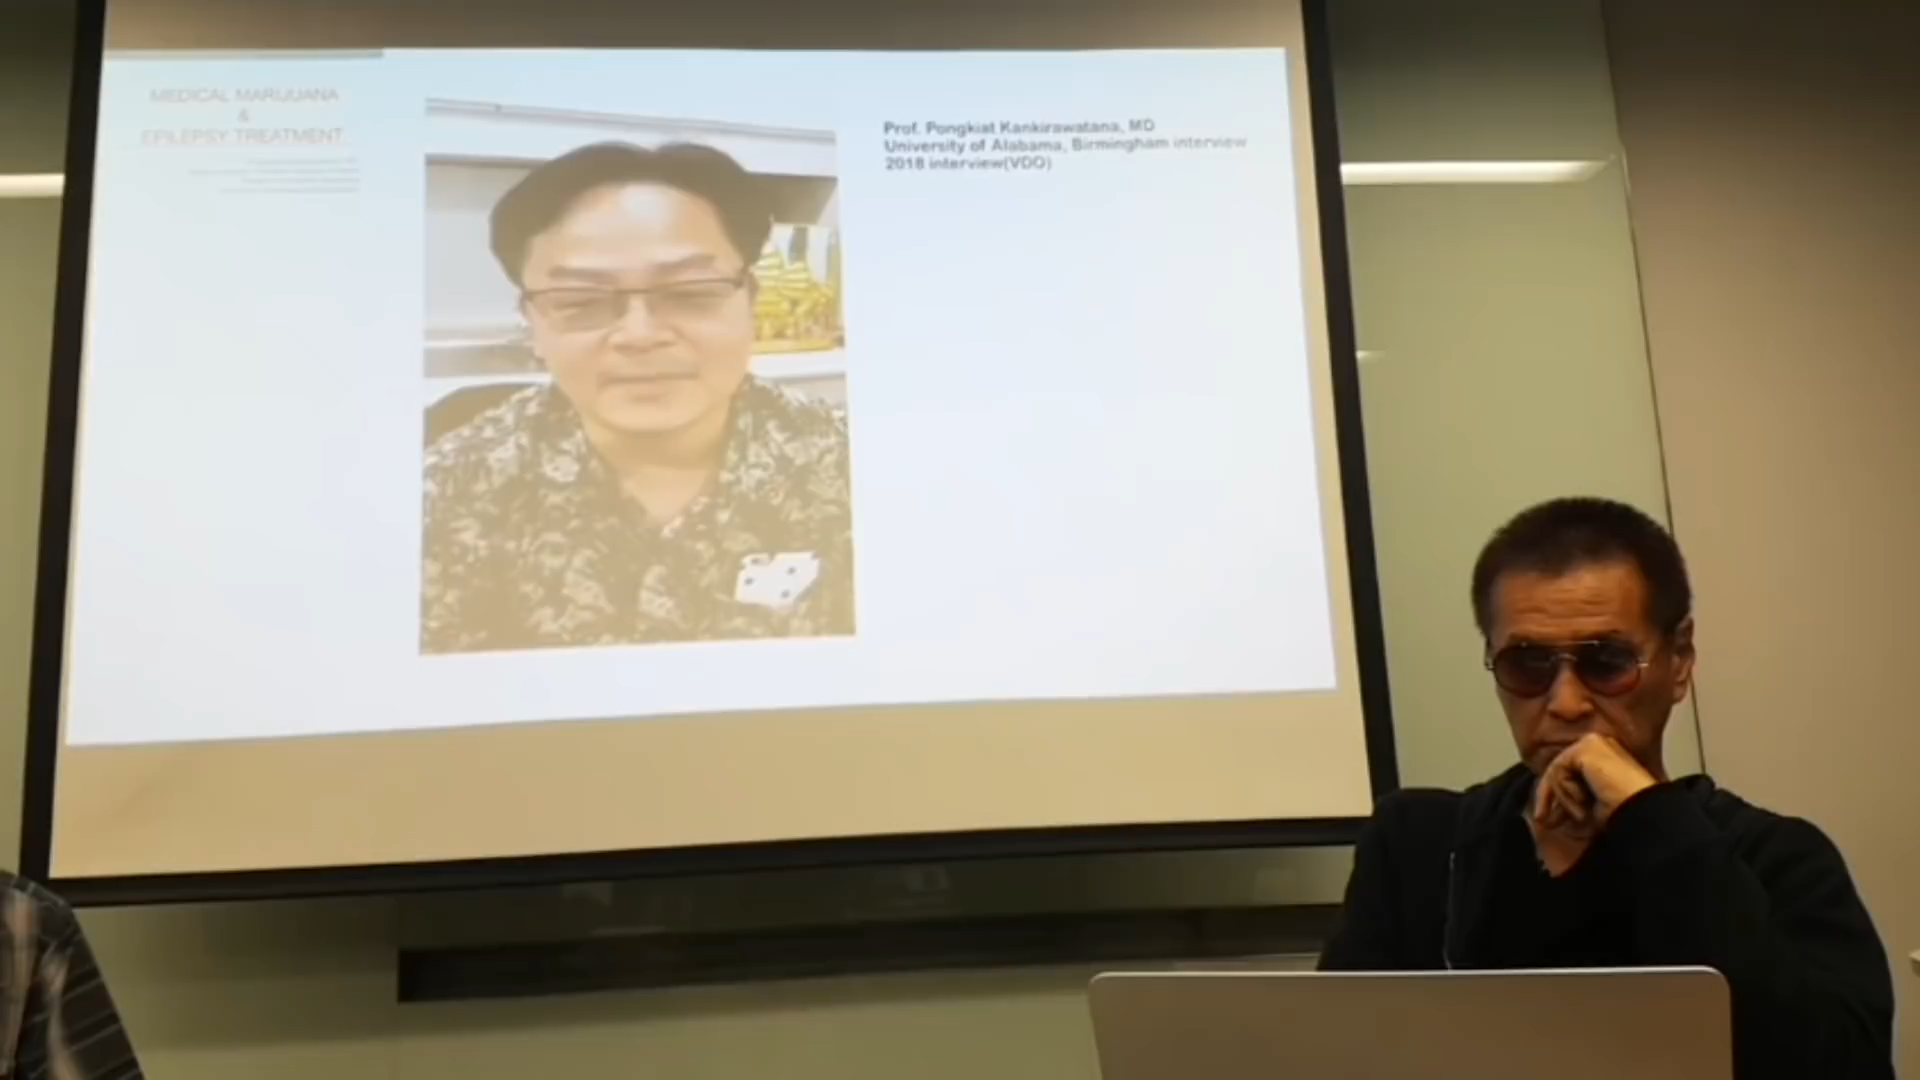 MEDICAL MARIJUANA
&
EPILEPSY TREATMENT
Prof. Pongkiat Kankirawatana, MD
University of Alabama, Birmingham interview
2018 interview(VDO)